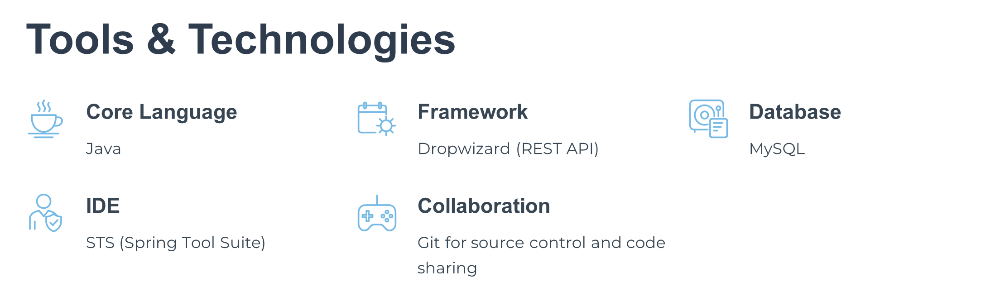 Tools & Technologies
Core Language
Java
Framework
Dropwizard (REST API)
Database
MySQL
IDE
STS (Spring Tool Suite)
Collaboration
Git for source control and code
sharing